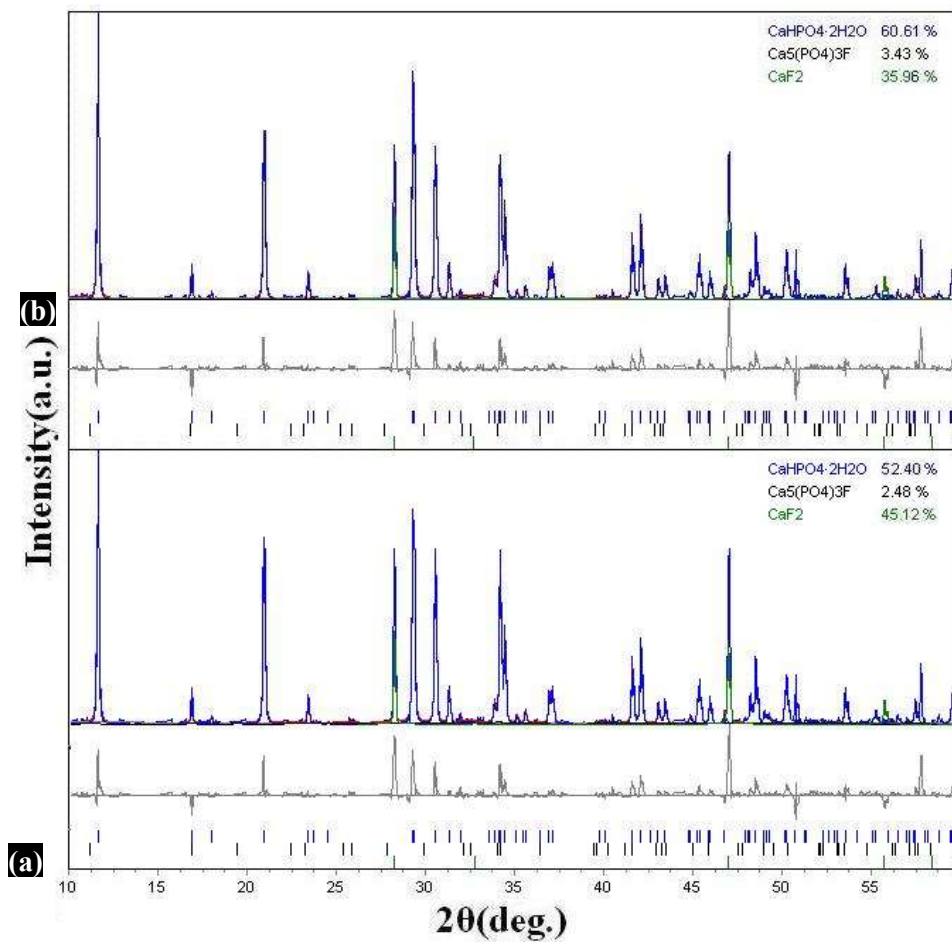 CaHPO4·2H2O 60.61 %
Ca5(PO4)3F 3.43 %
CaF2 35.96 %
(b)
Intensity(a.u.)
CaHPO4·2H2O 52.40 %
Ca5(PO4)3F 2.48 %
CaF2 45.12 %
(a)
10 15 20 25 30 35 40 45 50 55
2θ(deg.)